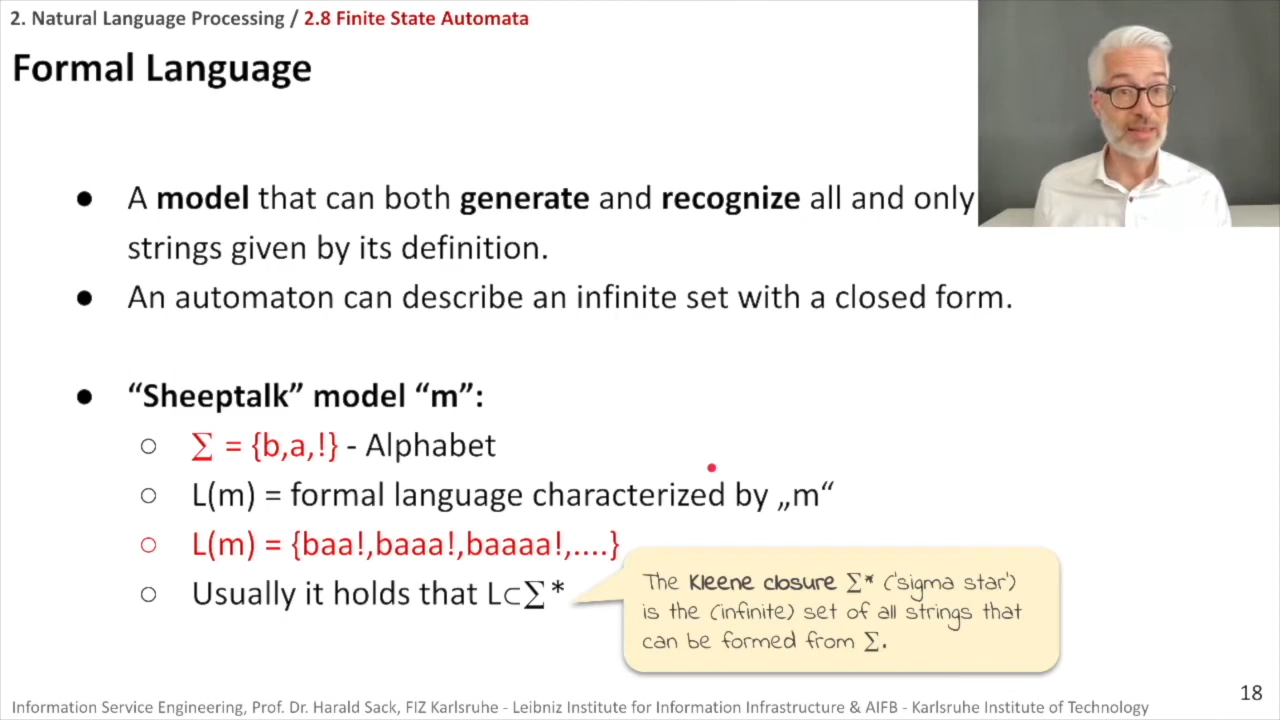 2. Natural Language Processing / 2.8 Finite State Automata
Formal Language
● A model that can both generate and recognize all and only
strings given by its definition.
● An automaton can describe an infinite set with a closed form.
● “Sheeptalk” model “m”:
○ ∑ = {b,a,!} - Alphabet
○ L(m) = formal language characterized by „m“
○ L(m) = {baa!,baaa!,baaaa!,....}
○ Usually it holds that L⊂∑*
The Kleene closure ∑* ('sigma star')
is the (infinite) set of all strings that
can be formed from ∑.
18
Information Service Engineering, Prof. Dr. Harald Sack, FIZ Karlsruhe - Leibniz Institute for Information Infrastructure & AIFB - Karlsruhe Institute of Technology